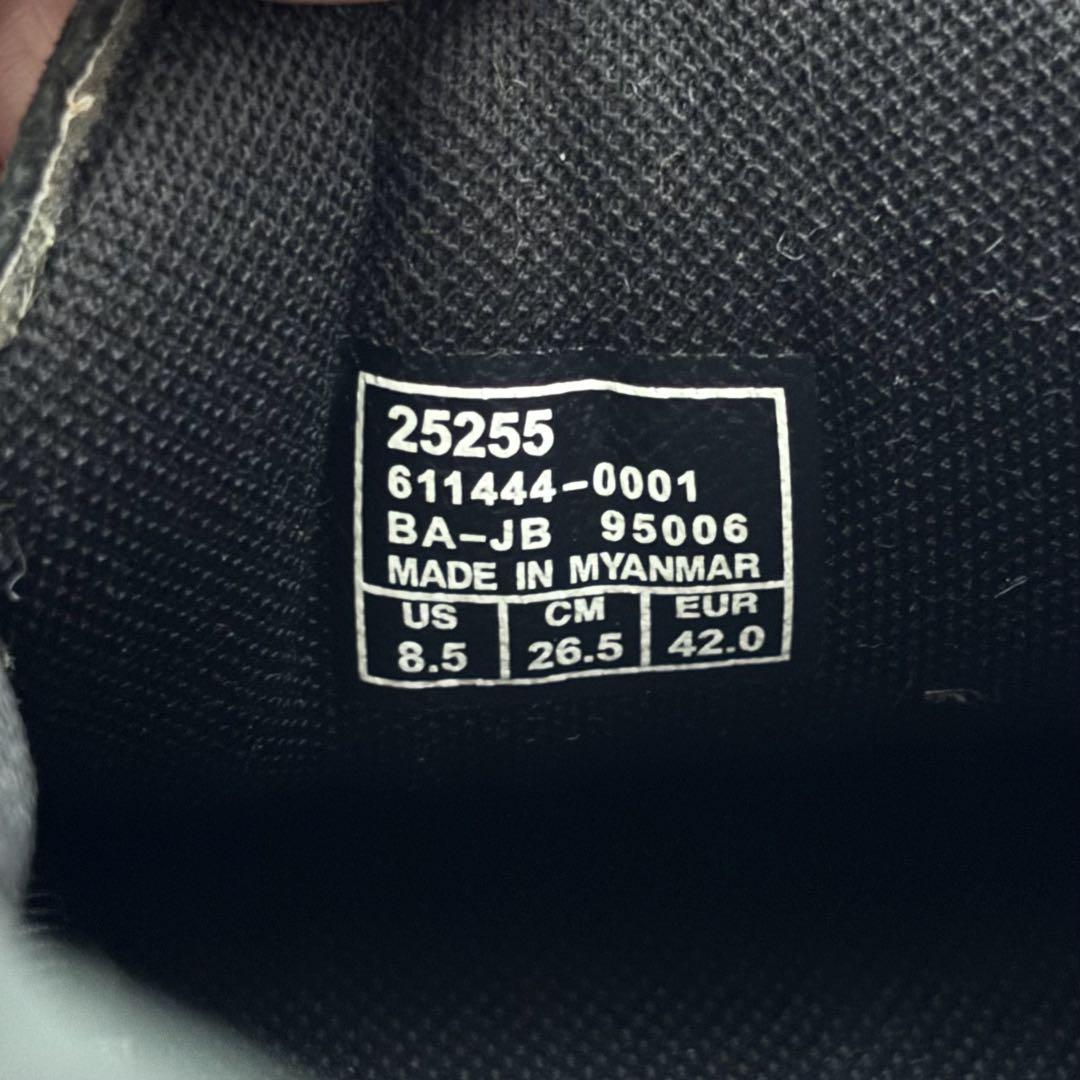 25255
611444-0001
BA-JB 95006
MADE IN MYANMAR
US CM EUR
8.5 26.5 42.0